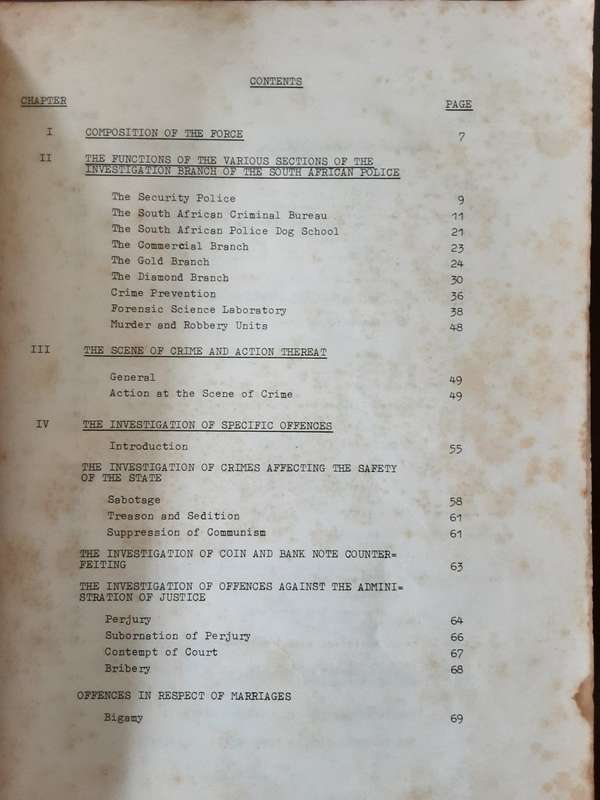 CONTENTS
CHAPTER PAGE
I COMPOSITION OF THE FORCE 7
II THE FUNCTIONS OF THE VARIOUS SECTIONS OF THE
INVESTIGATION BRANCH OF THE SOUTH AFRICAN POLICE
The Security Police 9
The South African Criminal Bureau 11
The South African Police Dog School 21
The Commercial Branch 23
The Gold Branch 24
The Diamond Branch 30
Crime Prevention 36
Forensic Science Laboratory 38
Murder and Robbery Units 48
III THE SCENE OF CRIME AND ACTION THEREAT
General 49
Action at the Scene of Crime 49
IV THE INVESTIGATION OF SPECIFIC OFFENCES
Introduction 55
THE INVESTIGATION OF CRIMES AFFECTING THE SAFETY
OF THE STATE
Sabotage 58
Treason and Sedition 61
Suppression of Communism 61
THE INVESTIGATION OF COIN AND BANK NOTE COUNTER=
FEITING 63
THE INVESTIGATION OF OFFENCES AGAINST THE ADMINI=
STRATION OF JUSTICE
Perjury 64
Subornation of Perjury 66
Contempt of Court 67
Bribery 68
OFFENCES IN RESPECT OF MARRIAGES
Bigamy 69